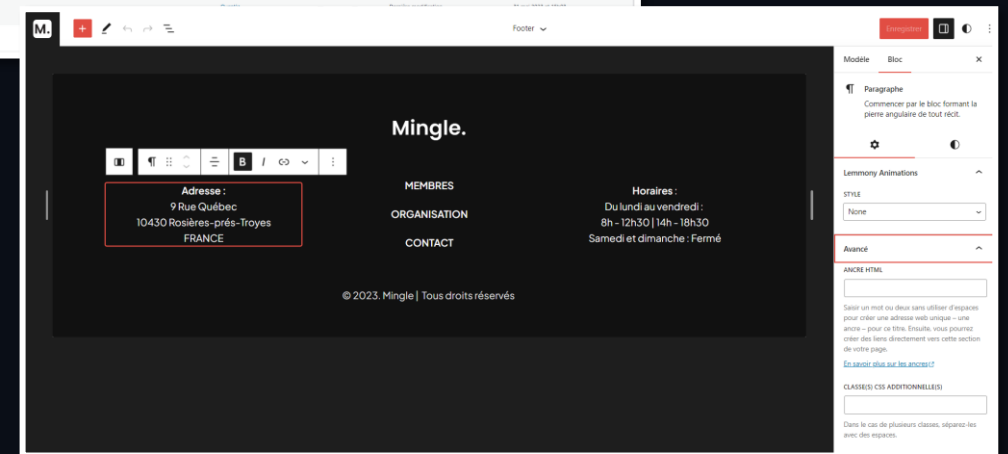 M.
Footer
Enregistrer
Modèle Bloc
Paragraphe
Commencer par le bloc formant la
pierre angulaire de tout récit.
Lemmony Animations
STYLE
None
Avancé
ANCRE HTML
Saisir un mot ou deux sans utiliser d'espaces
pour créer une adresse web unique – une
ancre – pour ce titre. Ensuite, vous pourrez
créer des liens directement vers cette section
de votre page.
En savoir plus sur les ancres
CLASSE(S) CSS ADDITIONNELLE(S)
Dans le cas de plusieurs classes, séparez-les
avec des espaces.
Mingle.
B I
Adresse :
9 Rue Québec
10430 Rosières-prés-Troyes
FRANCE
MEMBRES
ORGANISATION
CONTACT
Horaires :
Du lundi au vendredi :
8h - 12h30 | 14h - 18h30
Samedi et dimanche : Fermé
© 2023. Mingle | Tous droits réservés